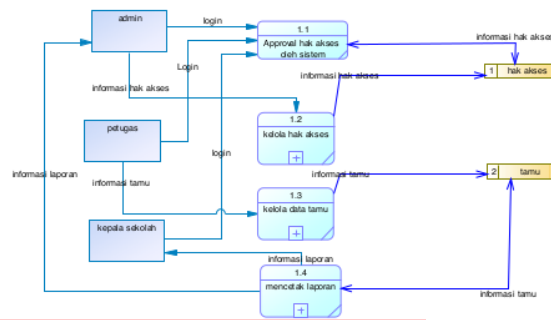 admin
login
1.1
Approval hak akses
oleh sistem
informasi hak akses
1 hak akses
Login
informasi hak akses
informasi hak akses
1.2
kelola hak akses
petugas
login
informasi laporan
informasi tamu
informasi tamu
2 tamu
1.3
kelola data tamu
kepala sekolah
informasi laporan
1.4
mencetak laporan
informasi tamu